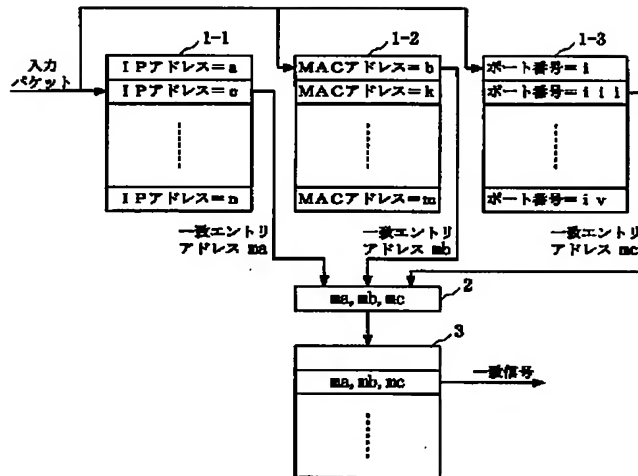 1-1
1-2
1-3
入力
パケット
IPアドレス=a
IPアドレス=c
IPアドレス=n
MACアドレス=b
MACアドレス=k
MACアドレス=m
ポート番号=i
ポート番号=iii
ポート番号=iv
一致エントリ
アドレス ma
一致エントリ
アドレス mb
一致エントリ
アドレス mc
ma, mb, mc
2
3
ma, mb, mc
一致信号